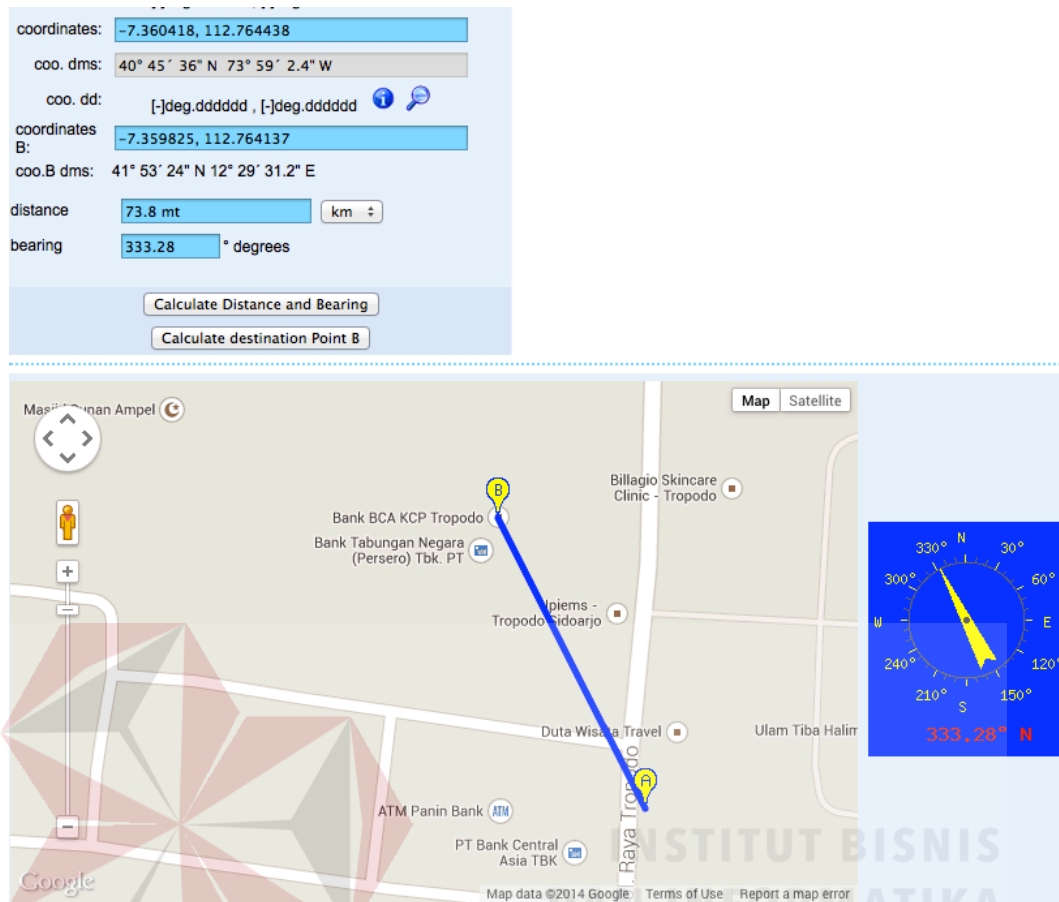 coordinates: -7.360418, 112.764438
coo. dms: 40° 45´ 36" N 73° 59´ 2.4" W
coo. dd: [-]deg.dddddd , [-]deg.dddddd
coordinates
B: -7.359825, 112.764137
coo.B dms: 41° 53´ 24" N 12° 29´ 31.2" E
distance 73.8 mt km
bearing 333.28 ° degrees
Calculate Distance and Bearing
Calculate destination Point B
Map Satellite
Ampel
B
Billagio Skincare
Clinic - Tropodo
Bank BCA KCP Tropodo
Bank Tabungan Negara
(Persero) Tbk. PT
Tropodo Sidoarjo
Duta Wisata Travel
Ulam Tiba Halim
A
ATM Panin Bank ATM
PT Bank Central
Asia TBK
Raya Tropodo
Google
Map data ©2014 Google Terms of Use Report a map error
N
330° 30°
300° 60°
W E
240° 120°
210° 150°
S
333.28° N
INSTITUT BISNIS